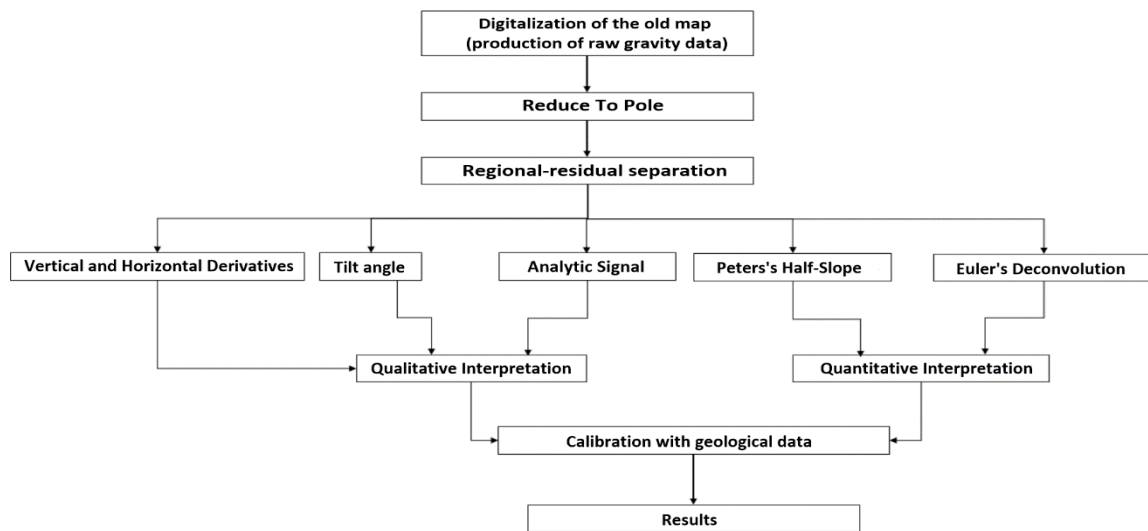 Digitalization of the old map
(production of raw gravity data)
Reduce To Pole
Regional-residual separation
Vertical and Horizontal Derivatives
Tilt angle
Analytic Signal
Peters's Half-Slope
Euler's Deconvolution
Qualitative Interpretation
Quantitative Interpretation
Calibration with geological data
Results